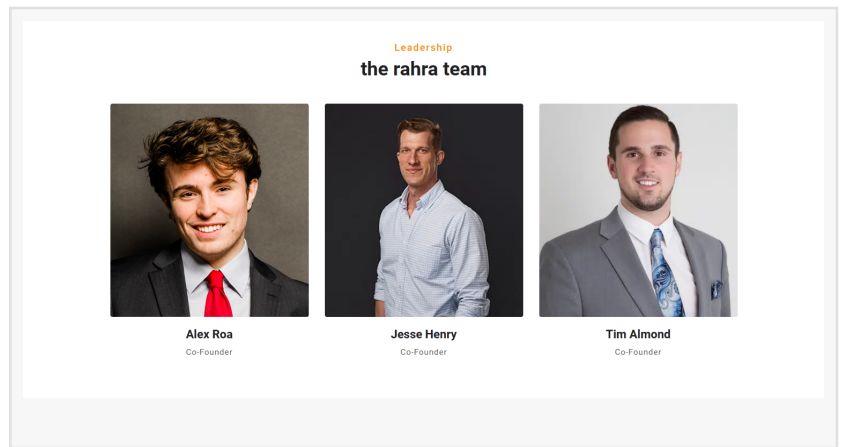 Leadership
the rahra team
Alex Roa
Jesse Henry
Tim Almond
Co-Founder
Co-Founder
Co-Founder